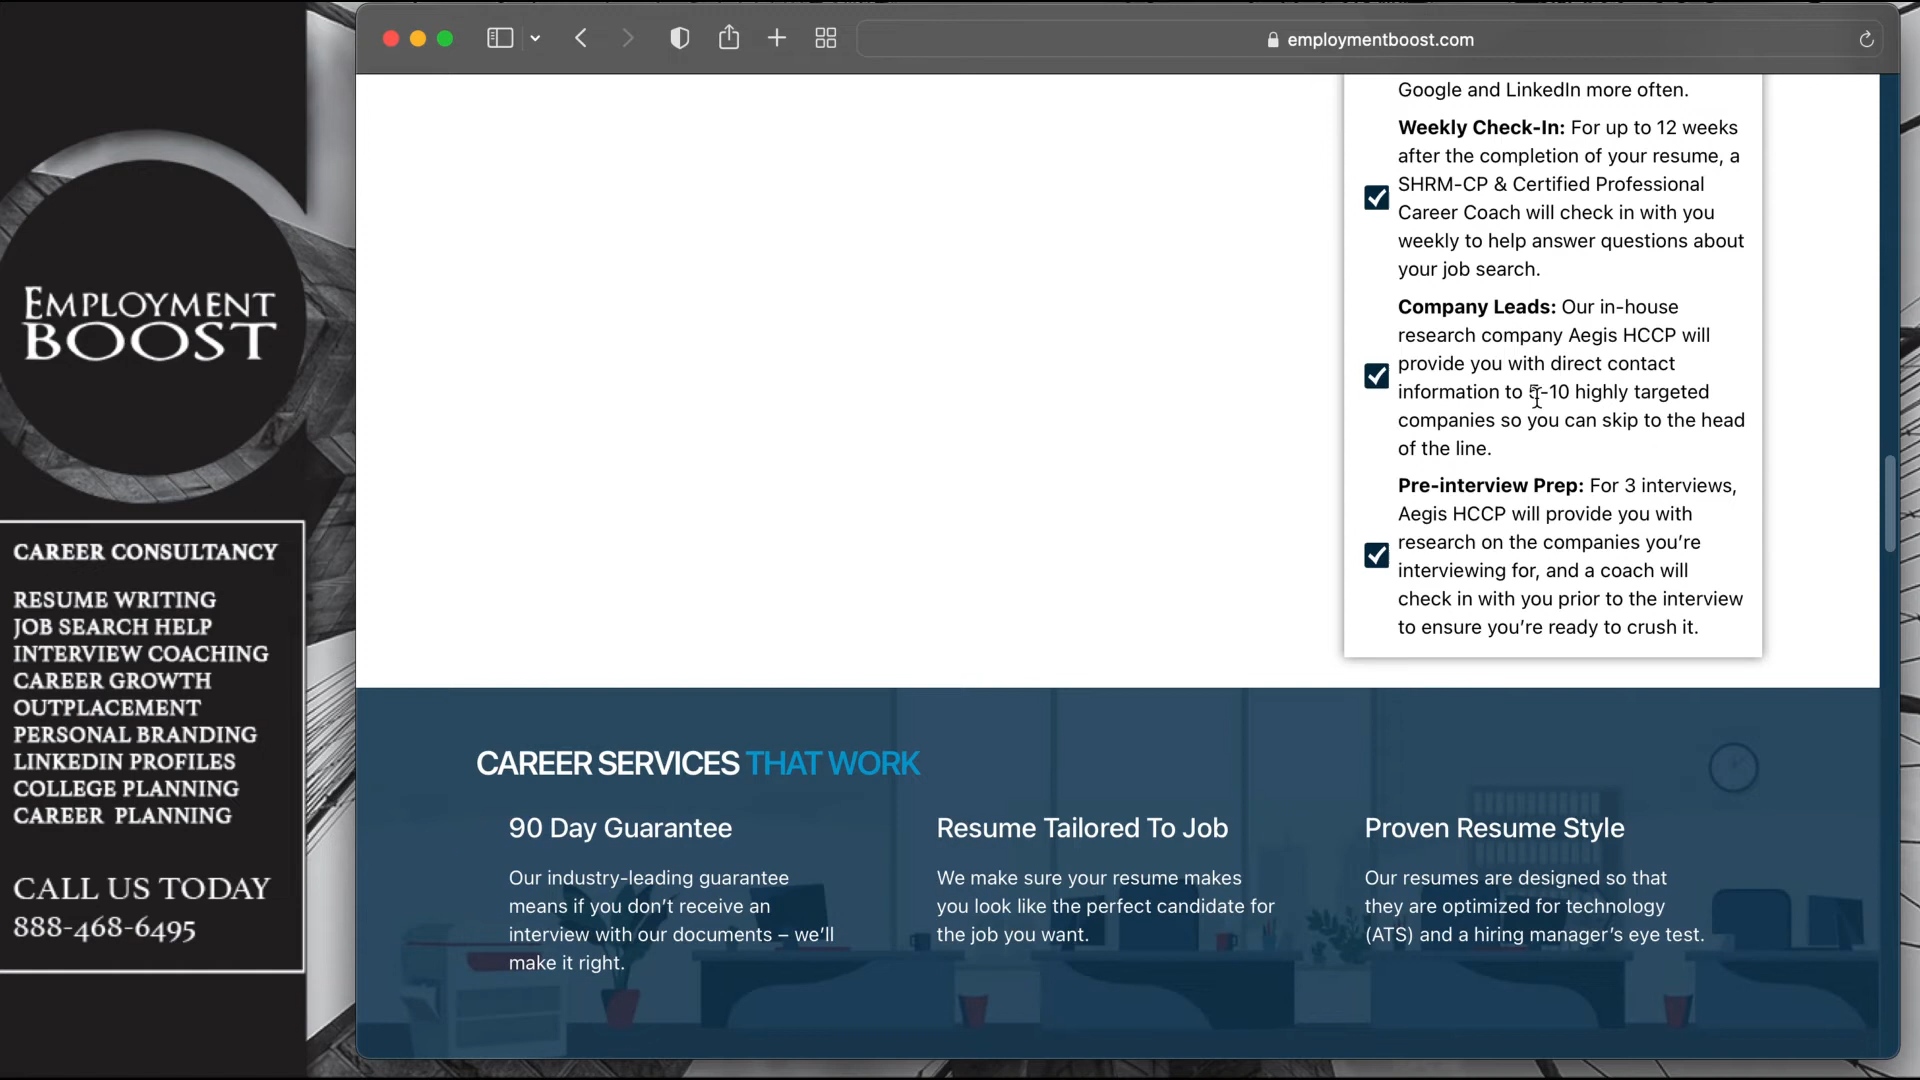 EMPLOYMENT
BOOST
CAREER CONSULTANCY
RESUME WRITING
JOB SEARCH HELP
INTERVIEW COACHING
CAREER GROWTH
OUTPLACEMENT
PERSONAL BRANDING
LINKEDIN PROFILES
COLLEGE PLANNING
CAREER PLANNING
CALL US TODAY
888-468-6495
employmentboost.com
Google and LinkedIn more often.
Weekly Check-In: For up to 12 weeks
after the completion of your resume, a
SHRM-CP & Certified Professional
Career Coach will check in with you
weekly to help answer questions about
your job search.
Company Leads: Our in-house
research company Aegis HCCP will
provide you with direct contact
information to 5-10 highly targeted
companies so you can skip to the head
of the line.
Pre-interview Prep: For 3 interviews,
Aegis HCCP will provide you with
research on the companies you’re
interviewing for, and a coach will
check in with you prior to the interview
to ensure you’re ready to crush it.
CAREER SERVICES THAT WORK
90 Day Guarantee
Our industry-leading guarantee
means if you don’t receive an
interview with our documents – we’ll
make it right.
Resume Tailored To Job
We make sure your resume makes
you look like the perfect candidate for
the job you want.
Proven Resume Style
Our resumes are designed so that
they are optimized for technology
(ATS) and a hiring manager’s eye test.